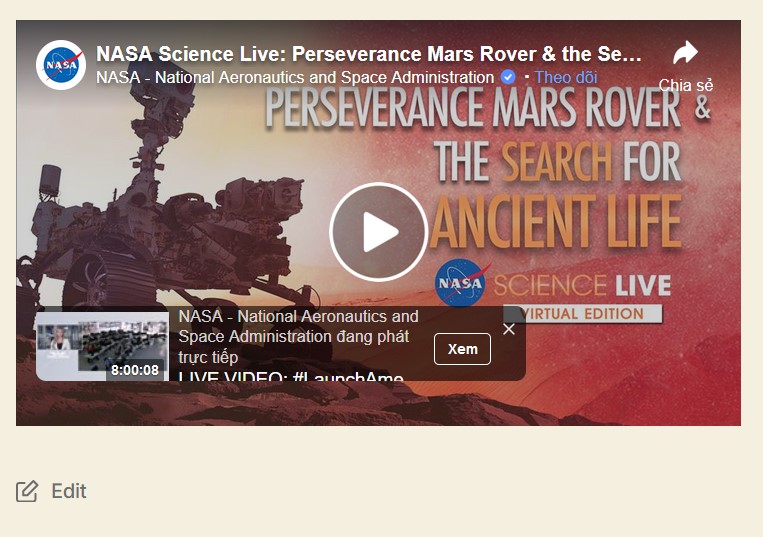 NASA
NASA Science Live: Perseverance Mars Rover & the Se…
NASA - National Aeronautics and Space Administration · Theo dõi
Chia sẻ
PERSEVERANCE MARS ROVER &
THE SEARCH FOR
ANCIENT LIFE
NASA SCIENCE LIVE
VIRTUAL EDITION
NASA - National Aeronautics and
Space Administration đang phát
trực tiếp
LIVE VIDEO: #LaunchAme
8:00:08
Xem
Edit